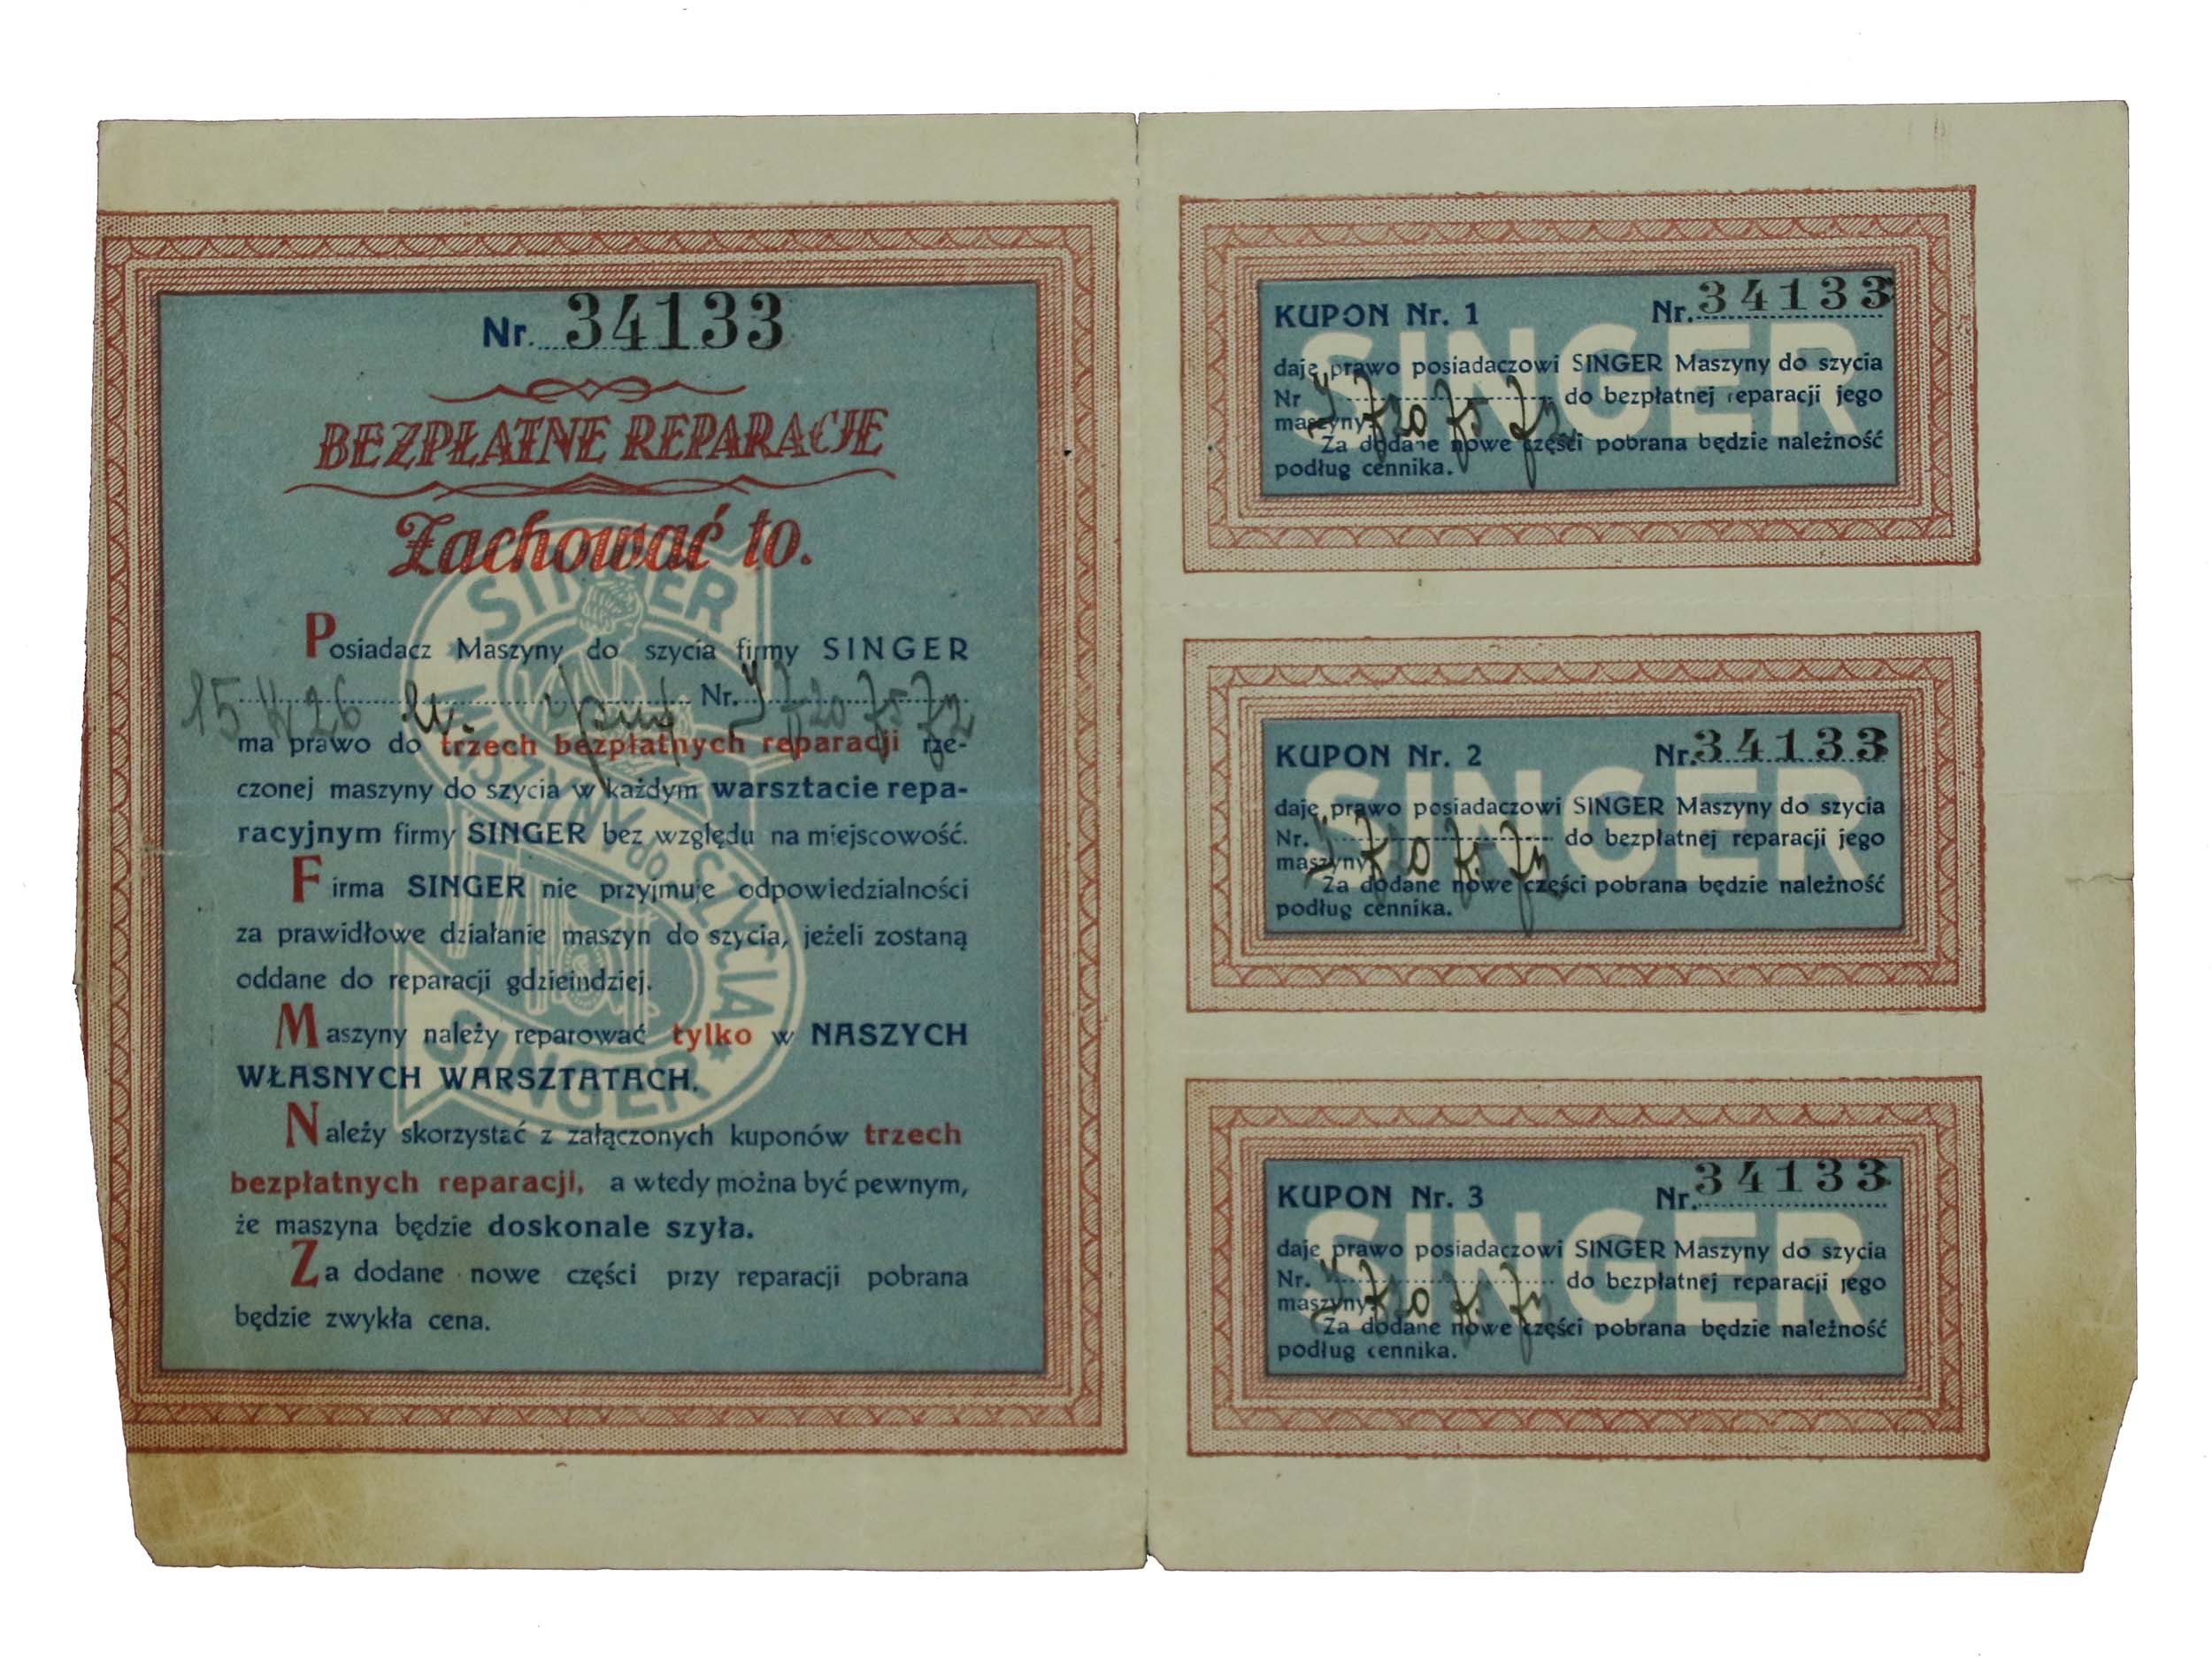 Nr. 34133
BEZPŁATNE REPARACJE
Zachować to.
SINGER
MASZYNY DO SZYCIA
SINGER
Posiadacz Maszyny do szycia firmy SINGER
15 Nr.
ma prawo do trzech bezpłatnych reparacji rze-
czonej maszyny do szycia w każdym warsztacie repa-
racyjnym firmy SINGER bez względu na miejscowość.
Firma SINGER nie przyjmuje odpowiedzialności
za prawidłowe działanie maszyn do szycia, jeżeli zostaną
oddane do reparacji gdzieindziej.
Maszyny należy reparować tylko w NASZYCH
WŁASNYCH WARSZTATACH.
Należy skorzystać z załączonych kuponów trzech
bezpłatnych reparacji, a wtedy można być pewnym,
że maszyna będzie doskonale szyła.
Za dodane nowe części przy reparacji pobrana
będzie zwykła cena.
KUPON Nr. 1 Nr. 34133
SINGER
daje prawo posiadaczowi SINGER Maszyny do szycia
Nr do bezpłatnej reparacji jego
maszyny.
Za dodane nowe części pobrana będzie należność
podług cennika.
KUPON Nr. 2 Nr. 34133
SINGER
daje prawo posiadaczowi SINGER Maszyny do szycia
Nr. do bezpłatnej reparacji jego
maszyny.
Za dodane nowe części pobrana będzie należność
podług cennika.
KUPON Nr. 3 Nr. 34133
SINGER
daje prawo posiadaczowi SINGER Maszyny do szycia
Nr. do bezpłatnej reparacji jego
maszyny.
Za dodane nowe części pobrana będzie należność
podług cennika.